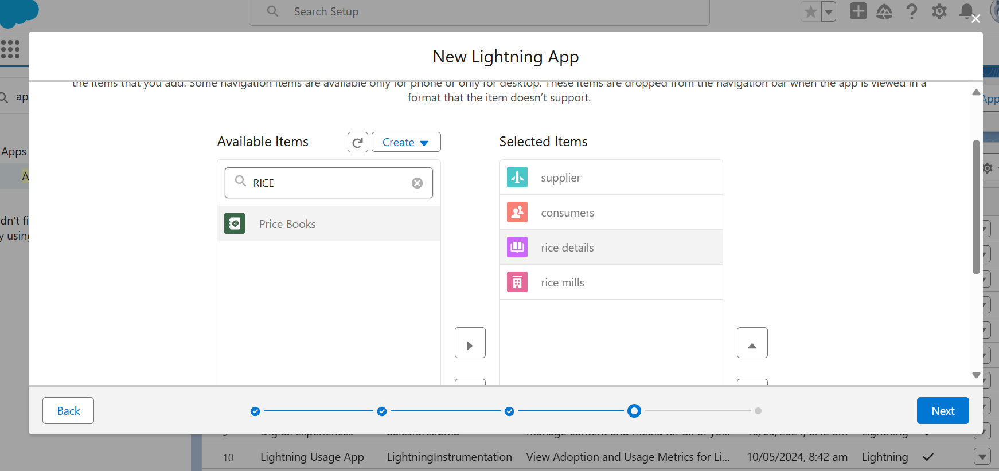 Search Setup
New Lightning App
ap
App
the items that you add. Some navigation items are available only for phone or only for desktop. These items are dropped from the navigation bar when the app is viewed in a
format that the item doesn't support.
Available Items
Create
Selected Items
Apps
A
RICE
supplier
Price Books
consumers
dn't fi
y using
rice details
rice mills
Back
Next
10 Lightning Usage App LightningInstrumentation View Adoption and Usage Metrics for Li... 10/05/2024, 8:42 am Lightning